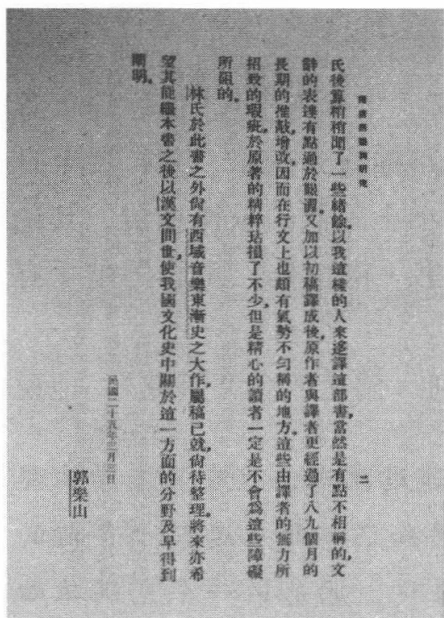 隋唐燕樂調研究
二
氏後算稍稍聞了一些緒餘。以我這樣的人來迻譯這部書,當然是有點不相稱的,文
辭的表達有點過於艱澀。又加以初稿譯成後,原作者與譯者更經過了八九個月的
長期的推敲增改,因而在行文上也頗有氣勢不勻稱的地方。這些由譯者的無力所
招致的瑕疵,於原著的精粹玷損了不少。但是精心的讀者一定是不會爲這些障礙
所阻的。
林氏於此書之外尙有西域音樂東漸史之大作,屬稿已就,尙待整理。將來亦希
望其能繼本書之後以漢文問世,使我國文化史中關於這一方面的分野及早得到
闡明。
民國二十五年三月三日
郭樂山